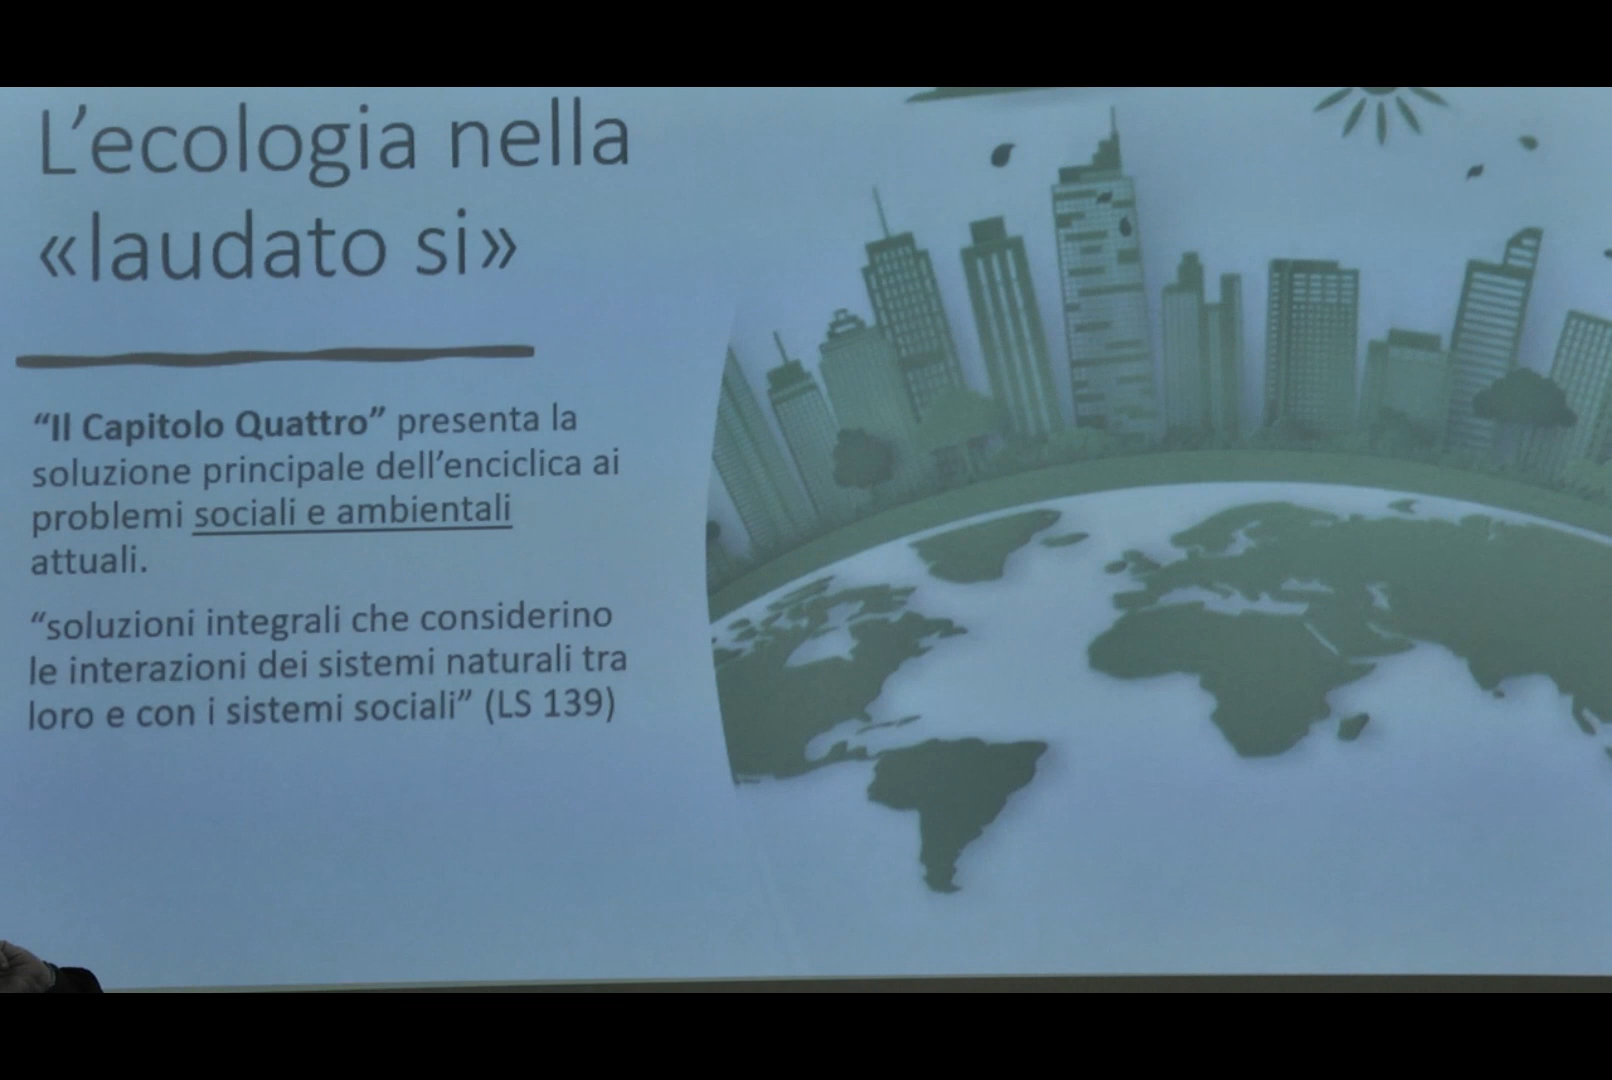 L’ecologia nella
«laudato si»
“Il Capitolo Quattro” presenta la
soluzione principale dell’enciclica ai
problemi sociali e ambientali
attuali.
“soluzioni integrali che considerino
le interazioni dei sistemi naturali tra
loro e con i sistemi sociali” (LS 139)